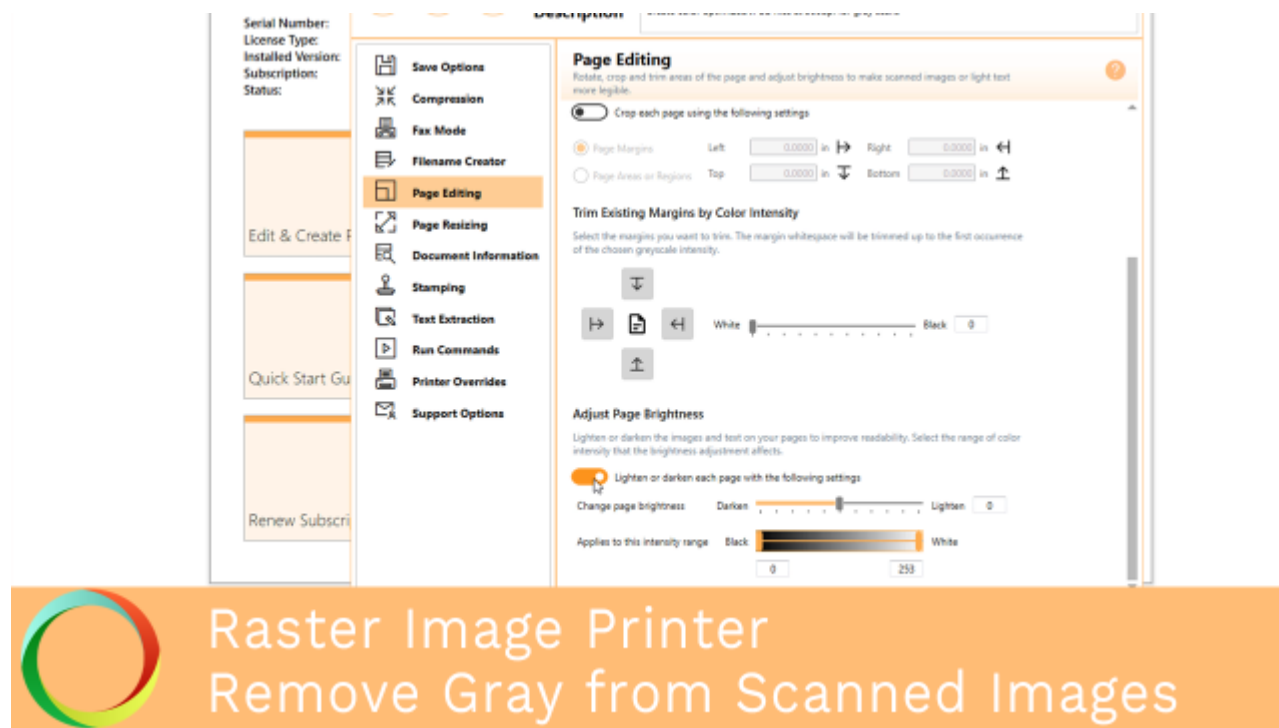 Serial Number:
License Type:
Installed Version:
Subscription:
Status:
Edit & Create
Quick Start
Renew
Description
Save Options
Compression
Fax Mode
Filename Creator
Page Editing
Page Resizing
Document Information
Stamping
Text Extraction
Run Commands
Printer Overrides
Support Options
Page Editing
Rotate, crop and trim areas of the page and adjust brightness to make scanned images or light text
more legible.
?
Crop each page using the following settings
Page Margins Left 0.0000 in Right 0.0000 in
Page Areas or Regions Top 0.0000 in Bottom 0.0000 in
Trim Existing Margins by Color Intensity
Select the margins you want to trim. The margin whitespace will be trimmed up to the first occurrence
of the chosen greyscale intensity.
White Black 0
Adjust Page Brightness
Lighten or darken the images and text on your pages to improve readability. Select the range of color
intensity that the brightness adjustment affects.
Lighten or darken each page with the following settings
Change page brightness Darken Lighten 0
Applies to this intensity range Black White
0 253
Raster Image Printer
Remove Gray from Scanned Images